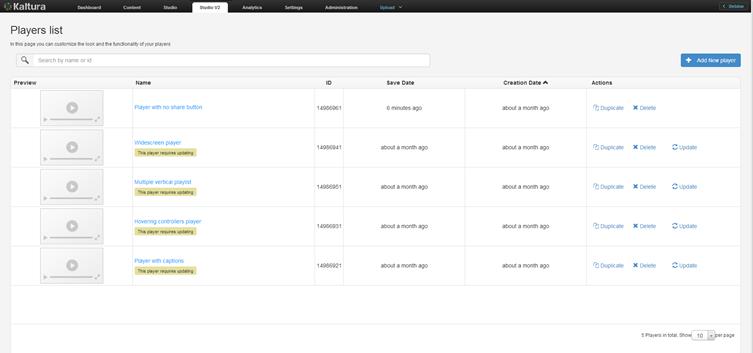 Kaltura Dashboard Content Studio Studio V2 Analytics Settings Administration Upload
Players list
In this page you can customize the look and the functionality of your players
Search by name or id
Add New player
Preview Name ID Save Date Creation Date Actions
Player with no share button 14986961 6 minutes ago about a month ago Duplicate Delete
Widescreen player
This player requires updating
14986941 about a month ago about a month ago Duplicate Delete Update
Multiple vertical playlist
This player requires updating
14986951 about a month ago about a month ago Duplicate Delete Update
Hovering controllers player
This player requires updating
14986931 about a month ago about a month ago Duplicate Delete Update
Player with captions
This player requires updating
14986921 about a month ago about a month ago Duplicate Delete Update
5 Players in total, Show 10 per page